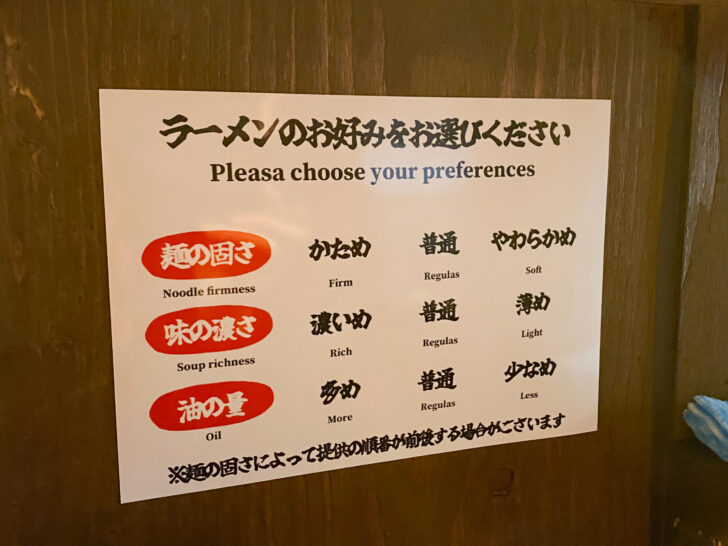 ラーメンのお好みをお選びください
Pleasa choose your preferences
麺の固さ かため 普通 やわらかめ
Noodle firmness Firm Regulas Soft
味の濃さ 濃いめ 普通 薄め
Soup richness Rich Regulas Light
油の量 多め 普通 少なめ
Oil More Regulas Less
※麺の固さによって提供の順番が前後する場合がございます